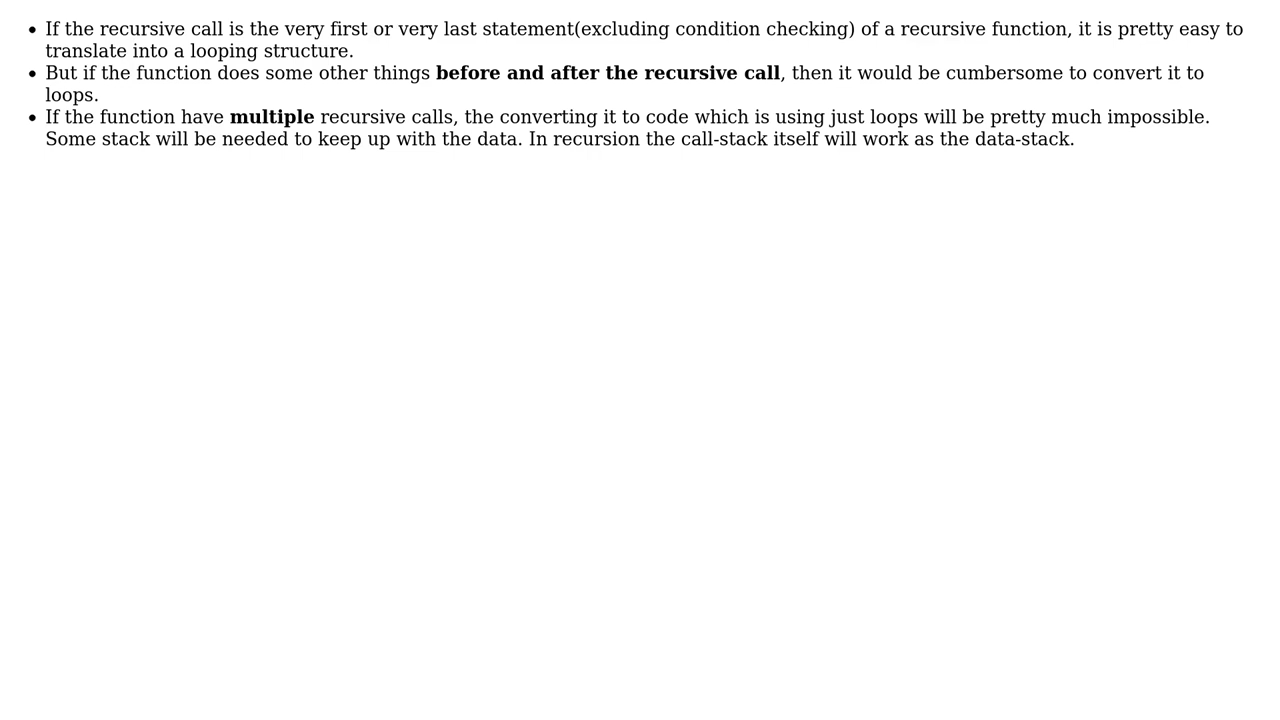 If the recursive call is the very first or very last statement(excluding condition checking) of a recursive function, it is pretty easy to
translate into a looping structure.
But if the function does some other things before and after the recursive call, then it would be cumbersome to convert it to
loops.
If the function have multiple recursive calls, the converting it to code which is using just loops will be pretty much impossible.
Some stack will be needed to keep up with the data. In recursion the call-stack itself will work as the data-stack.